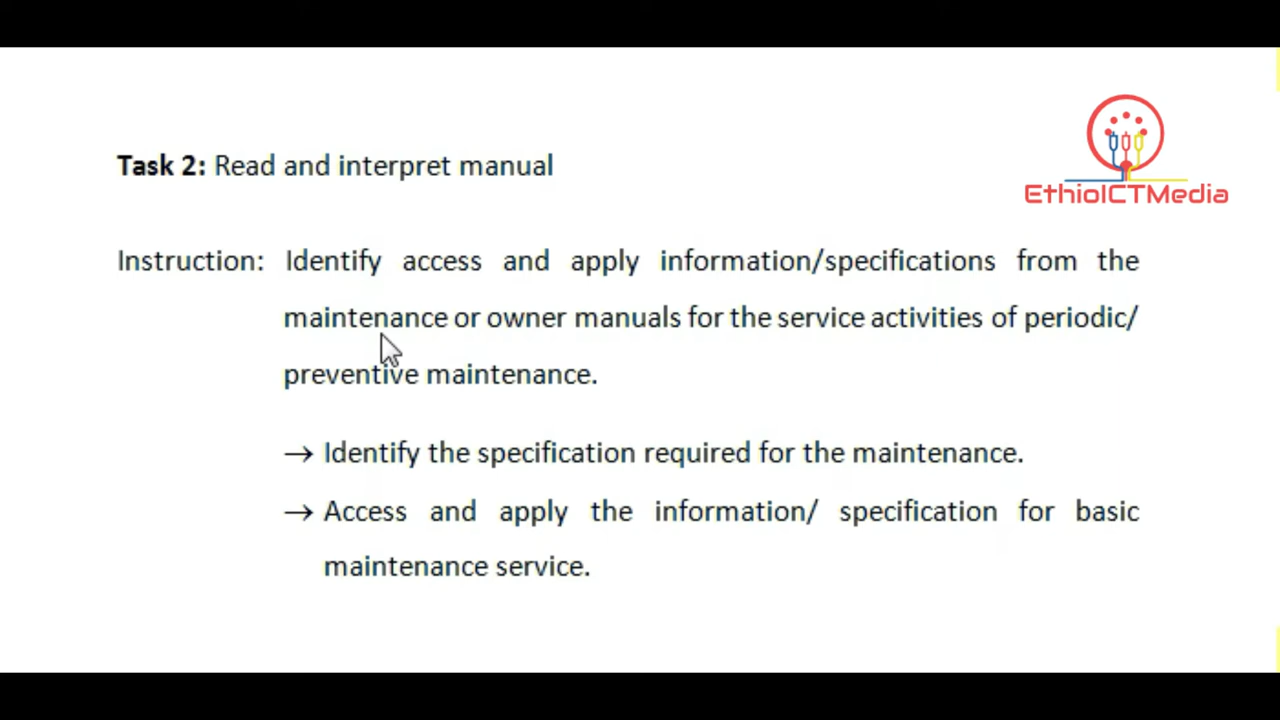 EthioICTMedia
Task 2: Read and interpret manual
Instruction: Identify access and apply information/specifications from the
maintenance or owner manuals for the service activities of periodic/
preventive maintenance.
→ Identify the specification required for the maintenance.
→ Access and apply the information/ specification for basic
maintenance service.